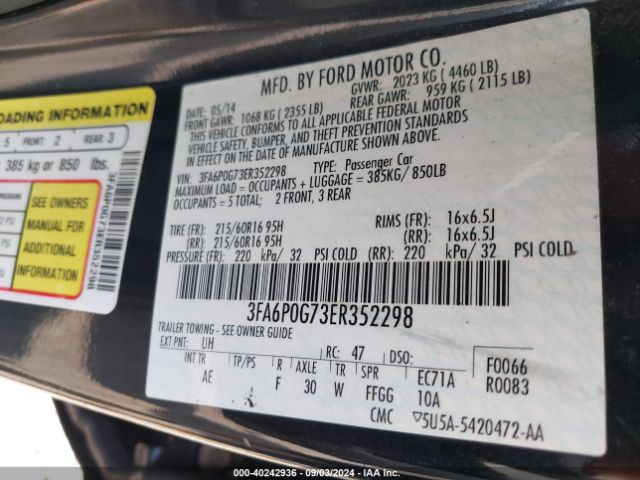 MFD. BY FORD MOTOR CO.
DATE: 05/14 GVWR: 2023 KG ( 4460 LB)
FRONT GAWR: 1068 KG ( 2355 LB) REAR GAWR: 959 KG ( 2115 LB)
THIS VEHICLE CONFORMS TO ALL APPLICABLE FEDERAL MOTOR
VEHICLE SAFETY, BUMPER, AND THEFT PREVENTION STANDARDS
IN EFFECT ON THE DATE OF MANUFACTURE SHOWN ABOVE.
VIN: 3FA6P0G73ER352298 TYPE: Passenger Car
MAXIMUM LOAD = OCCUPANTS + LUGGAGE = 385KG/ 850LB
OCCUPANTS = 5 TOTAL; 2 FRONT, 3 REAR
TIRE (FR): 215/60R16 95H RIMS (FR): 16x6.5J
(RR): 215/60R16 95H (RR): 16x6.5J
PRESSURE (FR): 220 kPa/ 32 PSI COLD (RR): 220 kPa/ 32 PSI COLD
3FA6P0G73ER352298
TRAILER TOWING - SEE OWNER GUIDE
EXT PNT: UH RC: 47 DSO: F0066
INT TR TP/PS R AXLE TR SPR EC71A R0083
AE F 30 W FFGG 10A
CMC ▽5U5A-5420472-AA
OADING INFORMATION
5 FRONT: 2 REAR: 3
385 kg or 850 lbs.
SEE OWNERS
MANUAL FOR
ADDITIONAL
INFORMATION
3FA6P0G73ER352298
000-40242936 - 09/03/2024 - IAA Inc.